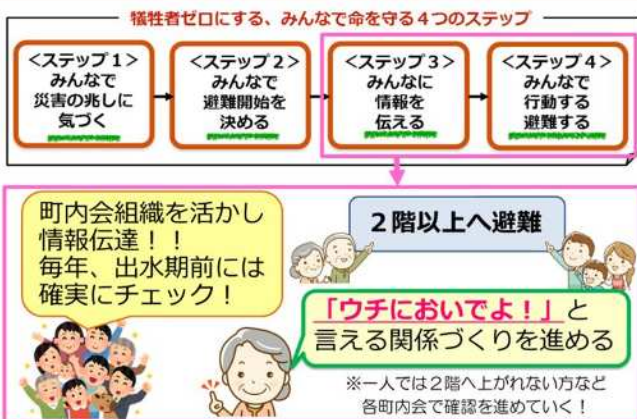 犠牲者ゼロにする、みんなで命を守る４つのステップ
＜ステップ１＞
みんなで
災害の兆しに
気づく
＜ステップ２＞
みんなで
避難開始を
決める
＜ステップ３＞
みんなに
情報を
伝える
＜ステップ４＞
みんなで
行動する
避難する
町内会組織を活かし
情報伝達！！
毎年、出水期前には
確実にチェック！
２階以上へ避難
「ウチにおいでよ！」と
言える関係づくりを進める
※一人では２階へ上がれない方など
各町内会で確認を進めていく！